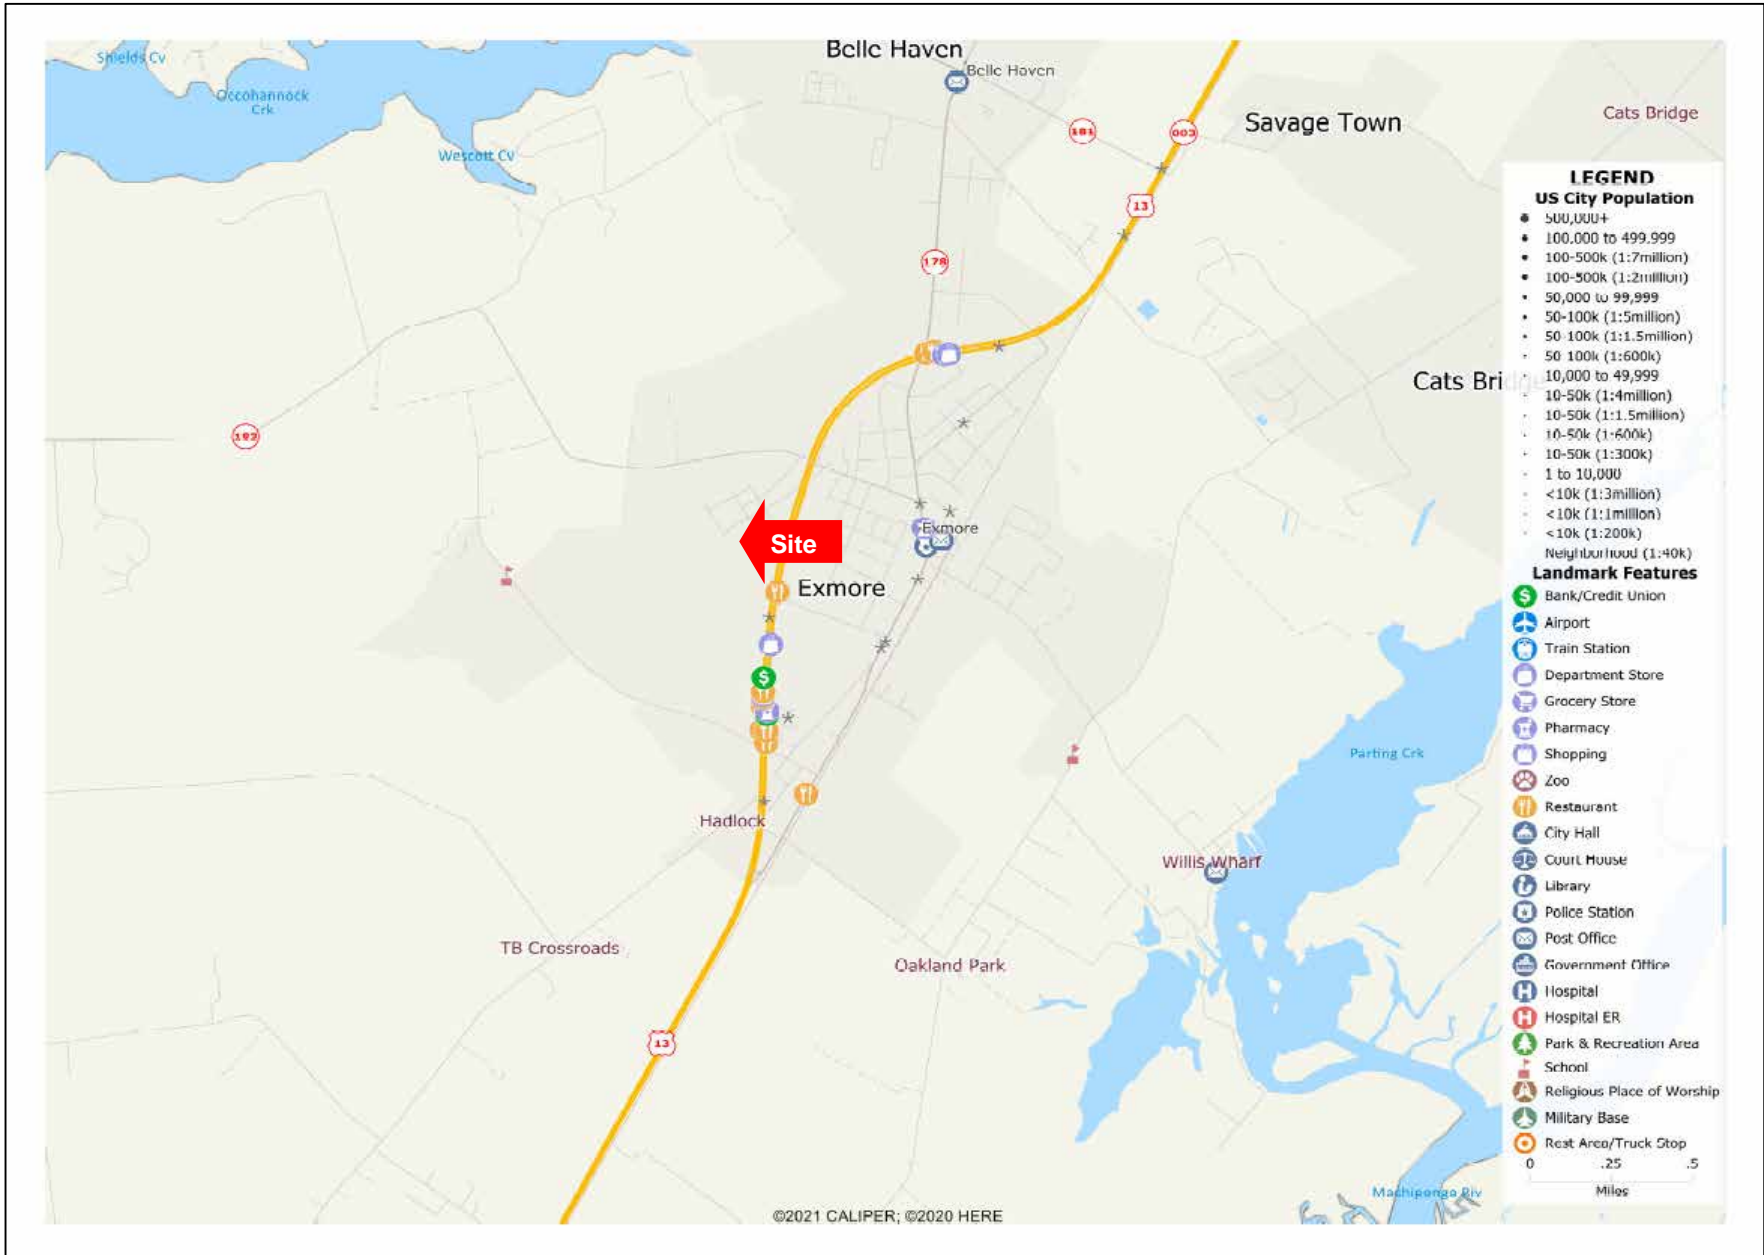 Belle Haven
Shields Cv
Belle Haven
Occohannock
Crk
Cats Bridge
Savage Town
181
003
Wescott Cv
13
178
Cats Bri
192
Exmore
Site
Exmore
Parting Crk
Hadlock
Willis Wharf
TB Crossroads
Oakland Park
13
Machipongo Riv
©2021 CALIPER; ©2020 HERE
LEGEND
US City Population
500,000+
100,000 to 499,999
100-500k (1:7million)
100-500k (1:2million)
50,000 to 99,999
50-100k (1:5million)
50-100k (1:1.5million)
50-100k (1:600k)
10,000 to 49,999
10-50k (1:4million)
10-50k (1:1.5million)
10-50k (1:600k)
10-50k (1:300k)
1 to 10,000
<10k (1:3million)
<10k (1:1million)
<10k (1:200k)
Neighborhood (1:40k)
Landmark Features
Bank/Credit Union
Airport
Train Station
Department Store
Grocery Store
Pharmacy
Shopping
Zoo
Restaurant
City Hall
Court House
Library
Police Station
Post Office
Government Office
Hospital
Hospital ER
Park & Recreation Area
School
Religious Place of Worship
Military Base
Rest Area/Truck Stop
0 .25 .5
Miles